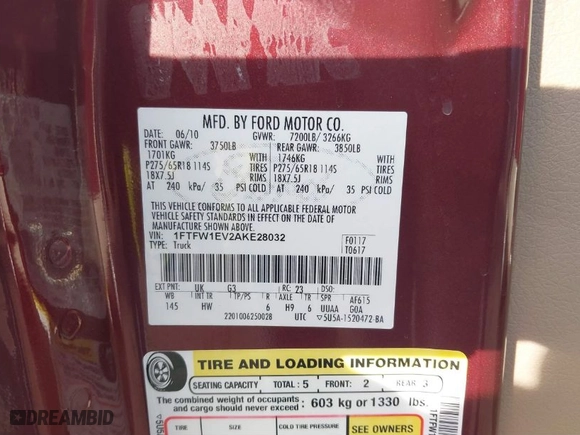 MFD. BY FORD MOTOR CO.
DATE: 06/10 GVWR: 7200LB/ 3266KG
FRONT GAWR: 3750LB REAR GAWR: 3850LB
1701KG WITH 1746KG WITH
P275/65R18 114S TIRES P275/65R18 114S TIRES
18X7.5J RIMS 18X7.5J RIMS
AT 240 kPa/ 35 PSI COLD AT 240 kPa/ 35 PSI COLD
THIS VEHICLE CONFORMS TO ALL APPLICABLE FEDERAL MOTOR
VEHICLE SAFETY STANDARDS IN EFFECT ON THE DATE OF
MANUFACTURE SHOWN ABOVE.
VIN: 1FTFW1EV2AKE28032 F0117
TYPE: Truck T0617
EXT PNT: UK G3 RC: 23 DSO:
WB INT TR TP/PS R AXLE TR SPR AF615
145 HW 6 H9 6 UUAA G0A
2201006250028 UTC 5U5A-1520472-BA
TIRE AND LOADING INFORMATION
SEATING CAPACITY TOTAL: 5 FRONT: 2 REAR 3
The combined weight of occupants
and cargo should never exceed: 603 kg or 1330 lbs.
TIRE SIZE COLD TIRE PRESSURE SEE OWNERS
1FTFW
DREAMBID